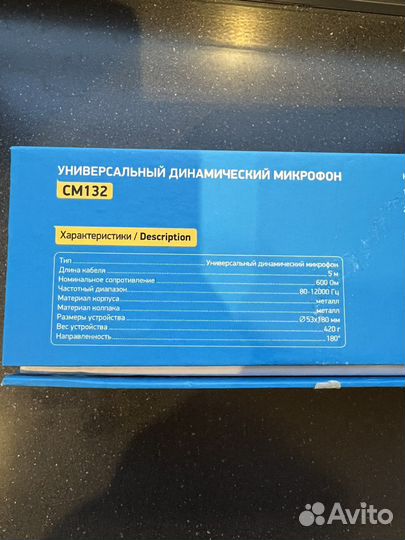 УНИВЕРСАЛЬНЫЙ ДИНАМИЧЕСКИЙ МИКРОФОН
CM132
Характеристики / Description
Тип Универсальный динамический микрофон
Длина кабеля 5 м
Номинальное сопротивление 600 Ом
Частотный диапазон 80-12000 Гц
Материал корпуса металл
Материал колпака металл
Размеры устройства Ø53x180 мм
Вес устройства 420 г
Направленность 180°
Avito